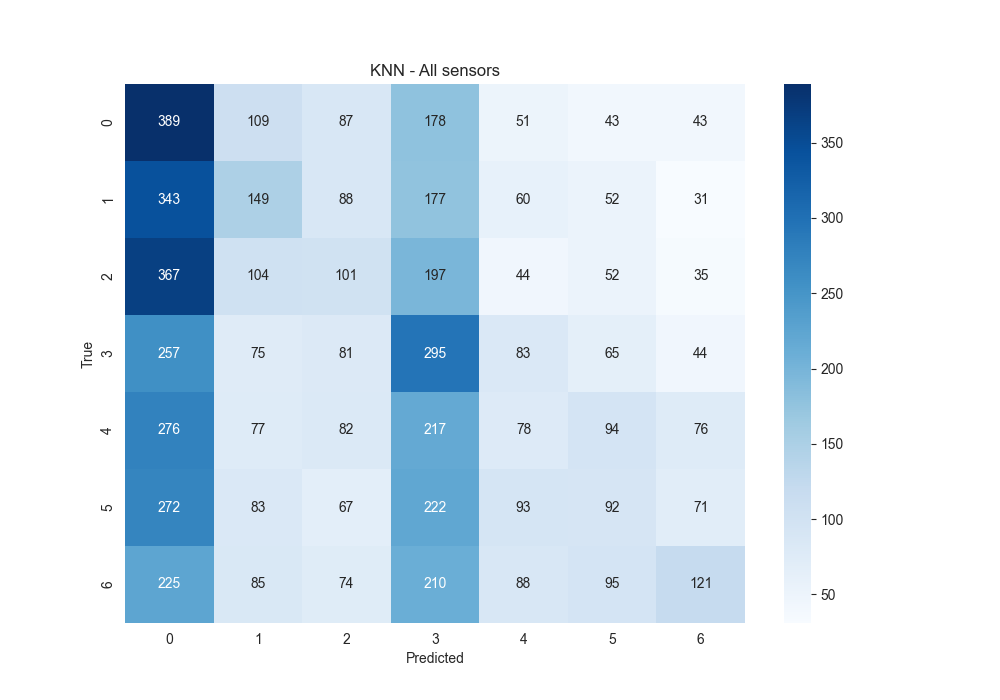 KNN - All sensors
0 389 109 87 178 51 43 43
1 343 149 88 177 60 52 31
2 367 104 101 197 44 52 35
3 257 75 81 295 83 65 44
4 276 77 82 217 78 94 76
5 272 83 67 222 93 92 71
6 225 85 74 210 88 95 121
0 1 2 3 4 5 6
Predicted
True
350
300
250
200
150
100
50